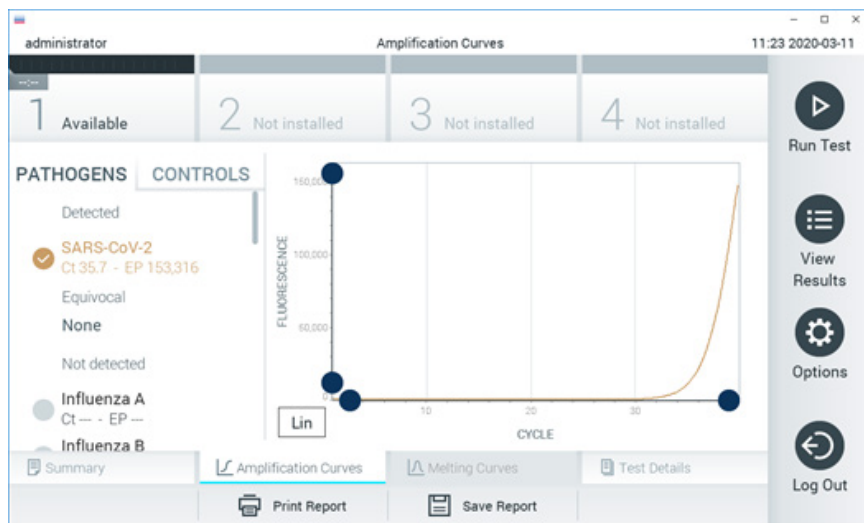 administrator
Amplification Curves
11:23 2020-03-11
--:--
1 Available
2 Not installed
3 Not installed
4 Not installed
Run Test
PATHOGENS
CONTROLS
Detected
SARS-CoV-2
Ct 35.7 - EP 153,316
Equivocal
None
Not detected
Influenza A
Ct --- - EP ---
Influenza B
FLUORESCENCE
150,000
100,000
50,000
0
10
20
30
CYCLE
Lin
View
Results
Options
Log Out
Summary
Amplification Curves
Melting Curves
Test Details
Print Report
Save Report